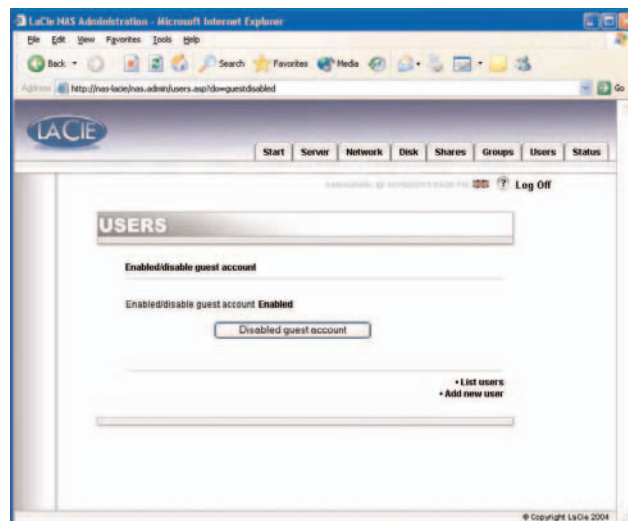 LaCie NAS Administration - Microsoft Internet Explorer
File Edit View Favorites Tools Help
Back Search Favorites Media
Address http://nas-lacie/nas.admin/users.asp?do=guestdisabled Go
LACIE
Start Server Network Disk Shares Groups Users Status
? Log Off
USERS
Enabled/disable guest account
Enabled/disable guest account Enabled
Disabled guest account
• List users
• Add new user
© Copyright LaCie 2004